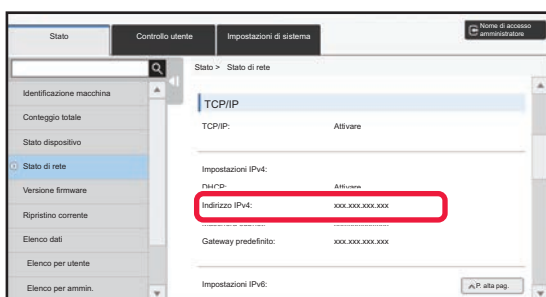 Stato
Controllo utente
Impostazioni di sistema
Nome di accesso
amministratore
Stato > Stato di rete
Identificazione macchina
Conteggio totale
Stato dispositivo
Stato di rete
Versione firmware
Ripristino corrente
Elenco dati
Elenco per utente
Elenco per ammin.
TCP/IP
TCP/IP: Attivare
Impostazioni IPv4:
DHCP: Attivare
Indirizzo IPv4: xxx.xxx.xxx.xxx
Gateway predefinito: xxx.xxx.xxx.xxx
Impostazioni IPv6:
P. alta pag.